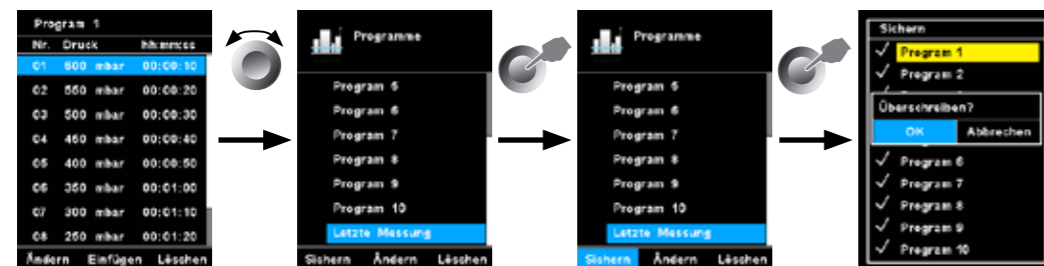 Program 1
Nr. Druck hh:mm:ss
01 600 mbar 00:00:10
02 550 mbar 00:00:20
03 500 mbar 00:00:30
04 450 mbar 00:00:40
05 400 mbar 00:00:50
06 350 mbar 00:01:00
07 300 mbar 00:01:10
08 250 mbar 00:01:20
Ändern Einfügen Löschen
Programme
Program 5
Program 6
Program 7
Program 8
Program 9
Program 10
Letzte Messung
Sichern Ändern Löschen
Programme
Program 5
Program 6
Program 7
Program 8
Program 9
Program 10
Letzte Messung
Sichern Ändern Löschen
Sichern
Program 1
Program 2
Überschreiben?
OK Abbrechen
Program 6
Program 7
Program 8
Program 9
Program 10